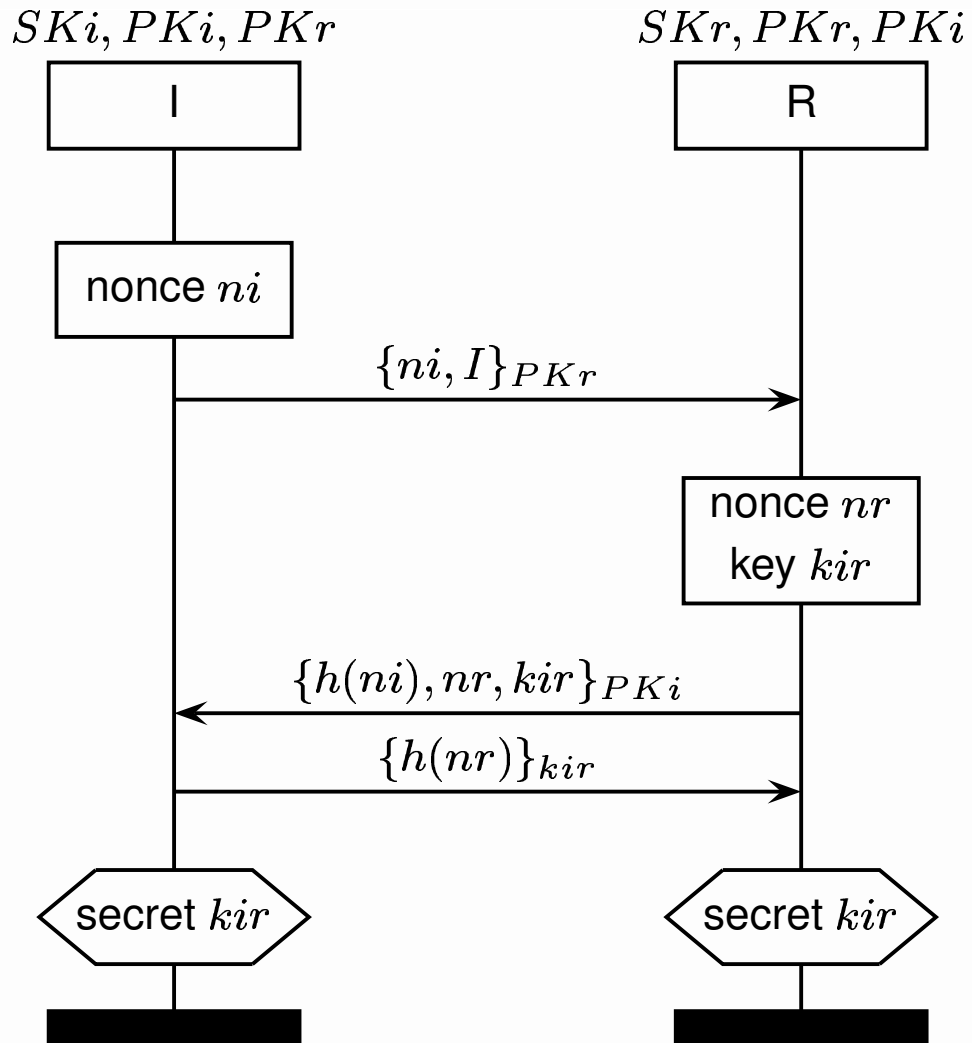 SKi, PKi, PKr
SKr, PKr, PKi
I
R
nonce ni
{ni, I}PKr
nonce nr
key kir
{h(ni), nr, kir}PKi
{h(nr)}kir
secret kir
secret kir